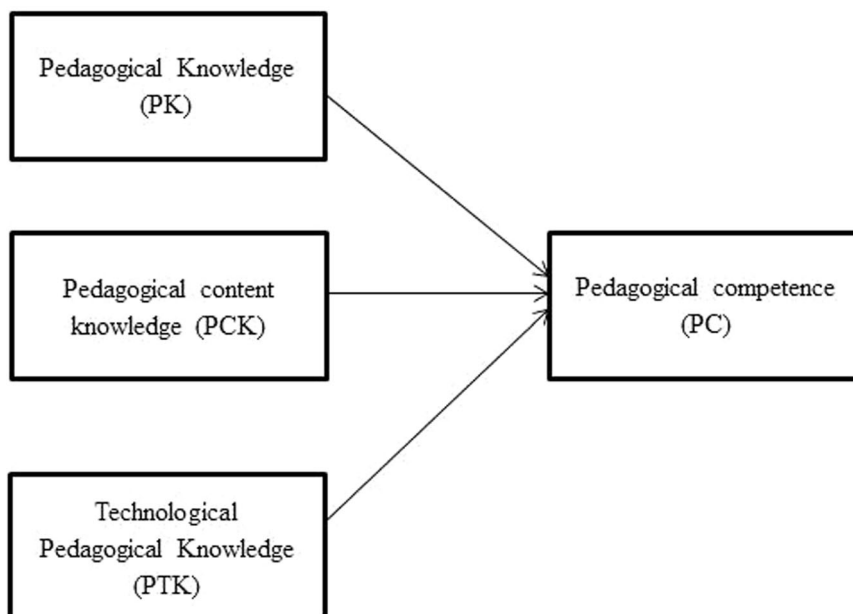 Pedagogical Knowledge
(PK)
Pedagogical content
knowledge (PCK)
Pedagogical competence
(PC)
Technological
Pedagogical Knowledge
(PTK)